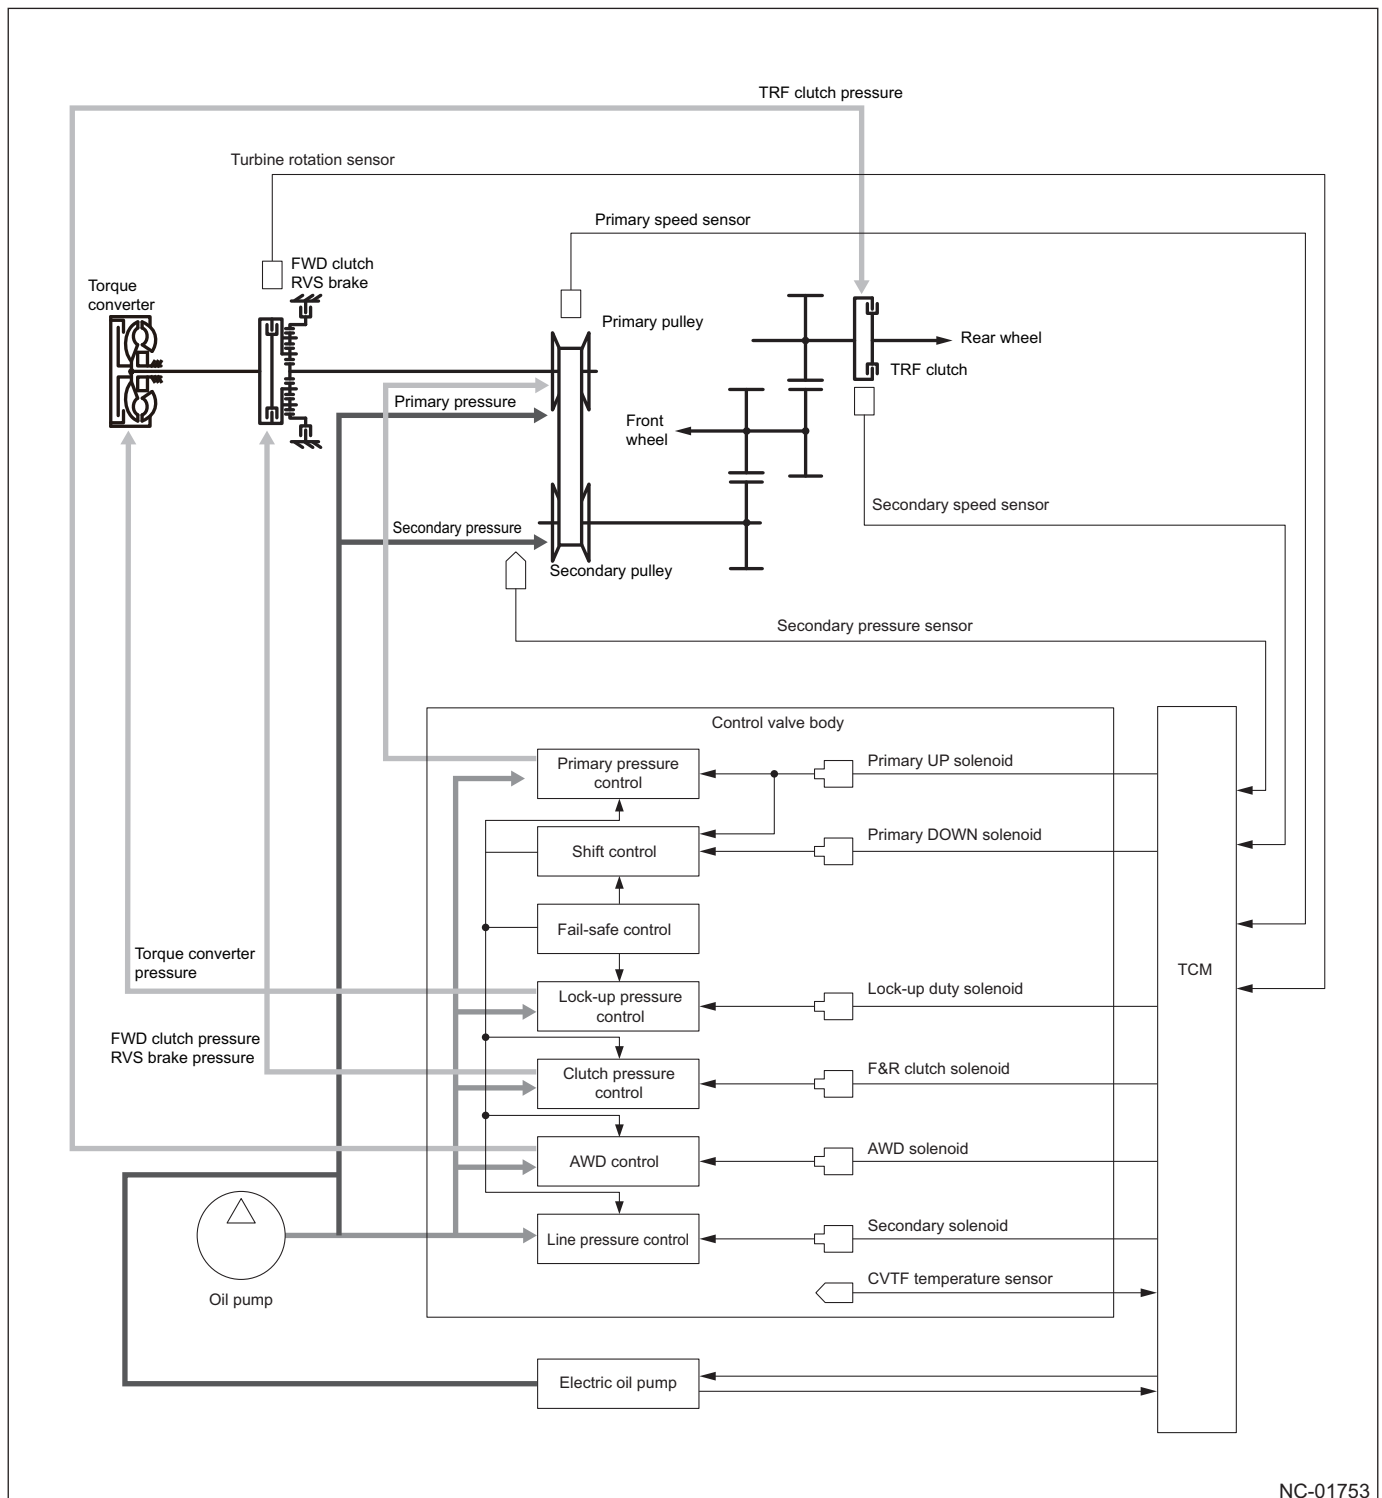 TRF clutch pressure
Turbine rotation sensor
Primary speed sensor
FWD clutch
RVS brake
Torque
converter
Primary pulley
Rear wheel
TRF clutch
Primary pressure
Front
wheel
Secondary speed sensor
Secondary pressure
Secondary pulley
Secondary pressure sensor
Control valve body
Primary pressure
control
Primary UP solenoid
Shift control
Primary DOWN solenoid
Fail-safe control
Torque converter
pressure
TCM
Lock-up pressure
control
Lock-up duty solenoid
FWD clutch pressure
RVS brake pressure
Clutch pressure
control
F&R clutch solenoid
AWD control
AWD solenoid
Line pressure control
Secondary solenoid
CVTF temperature sensor
Oil pump
Electric oil pump
NC-01753